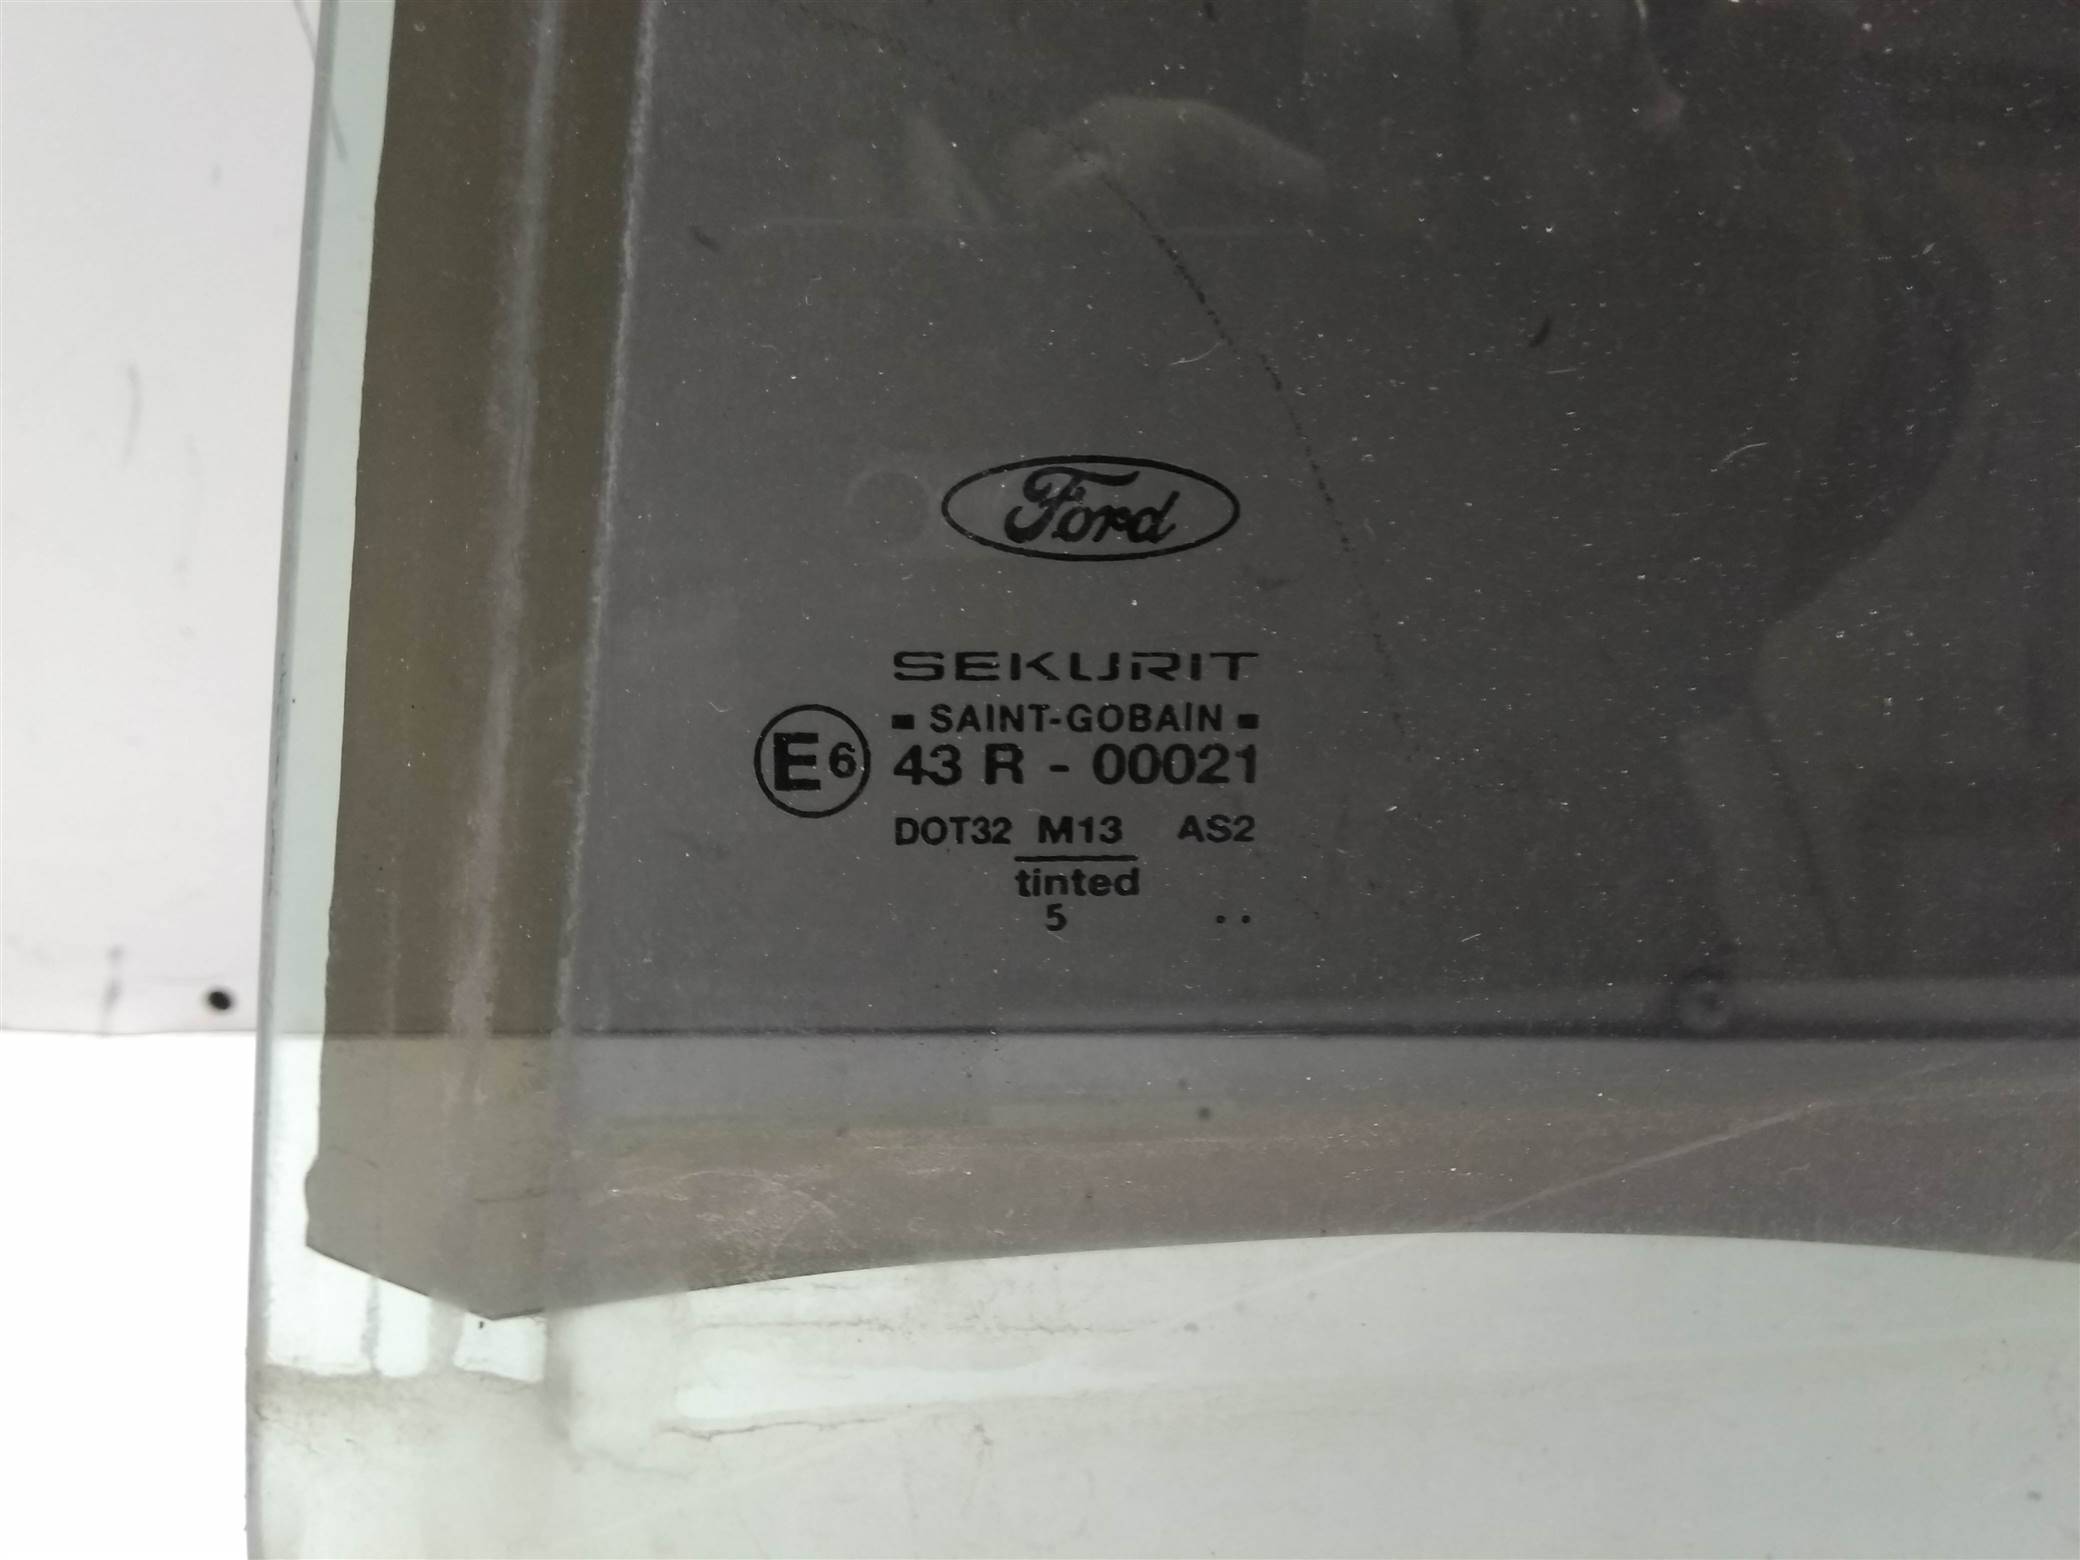 Ford
SEKURIT
▪ SAINT-GOBAIN ▪
E6 43 R - 00021
DOT32 M13 AS2
tinted
5 ..